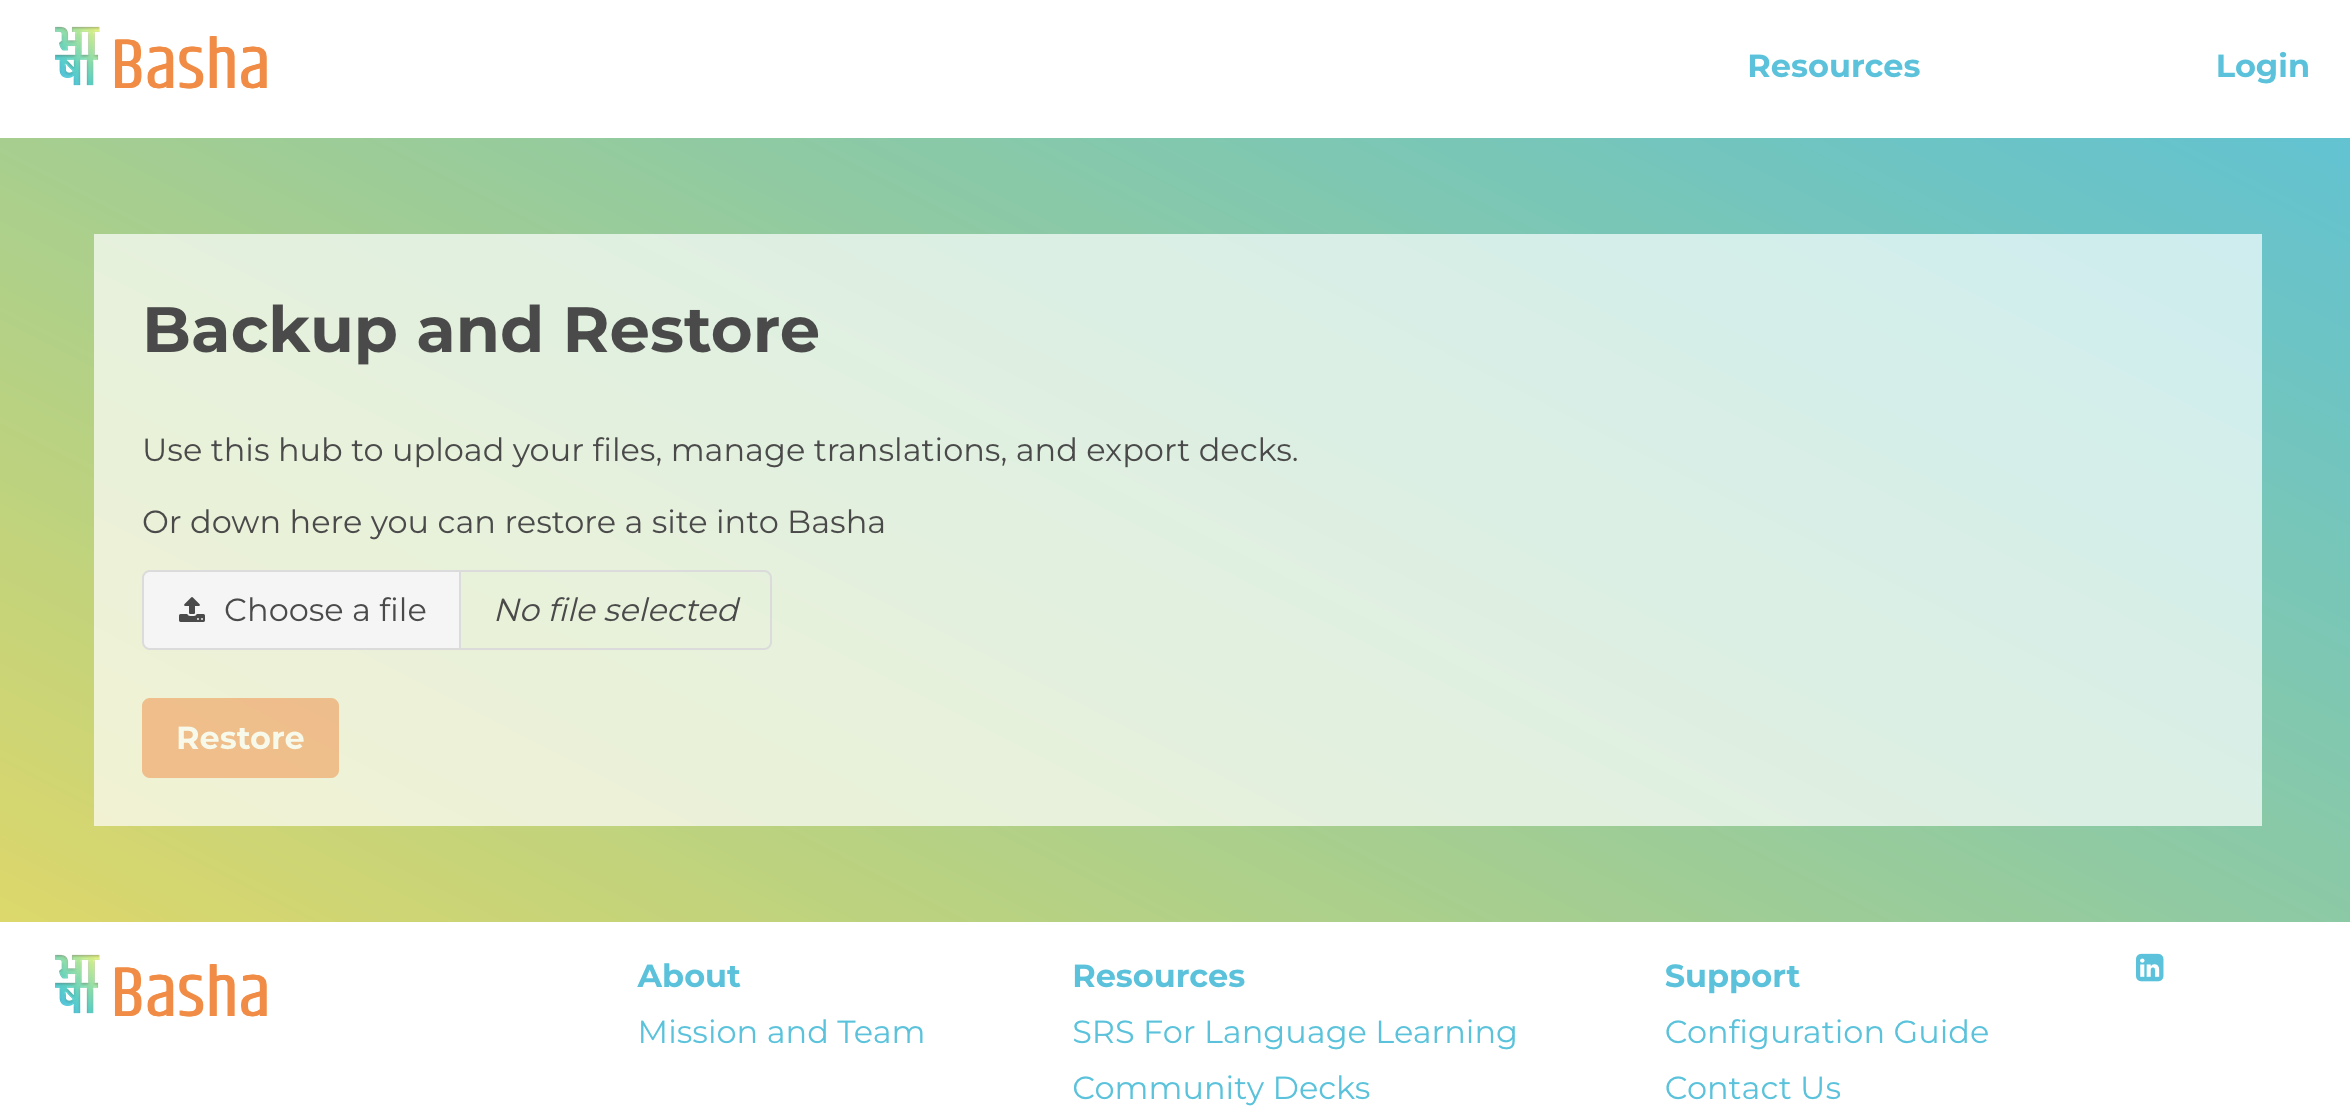 भा
षा
Basha
Resources
Login
Backup and Restore
Use this hub to upload your files, manage translations, and export decks.
Or down here you can restore a site into Basha
Choose a file
No file selected
Restore
भा
षा
Basha
About
Mission and Team
Resources
SRS For Language Learning
Community Decks
Support
Configuration Guide
Contact Us
in